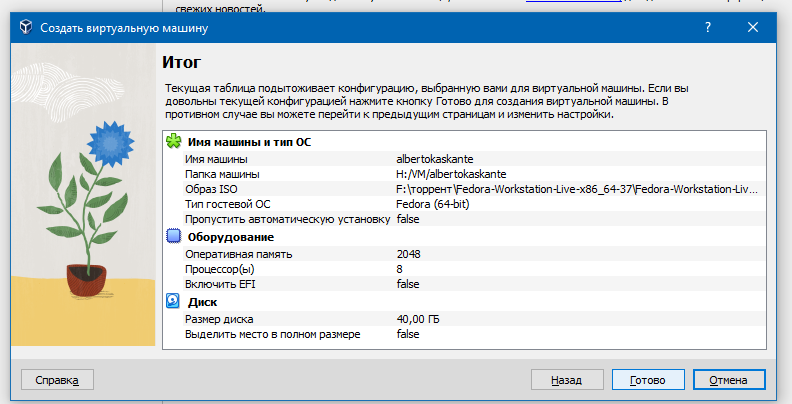 свежих новостей.
Создать виртуальную машину
?
Итог
Текущая таблица подытоживает конфигурацию, выбранную вами для виртуальной машины. Если вы
довольны текущей конфигурацией нажмите кнопку Готово для создания виртуальной машины. В
противном случае вы можете перейти к предыдущим страницам и изменить настройки.
Имя машины и тип ОС
Имя машины albertokaskante
Папка машины H:/VM/albertokaskante
Образ ISO F:\торрент\Fedora-Workstation-Live-x86_64-37\Fedora-Workstation-Liv...
Тип гостевой ОС Fedora (64-bit)
Пропустить автоматическую установку false
Оборудование
Оперативная память 2048
Процессор(ы) 8
Включить EFI false
Диск
Размер диска 40,00 ГБ
Выделить место в полном размере false
Справка Назад Готово Отмена